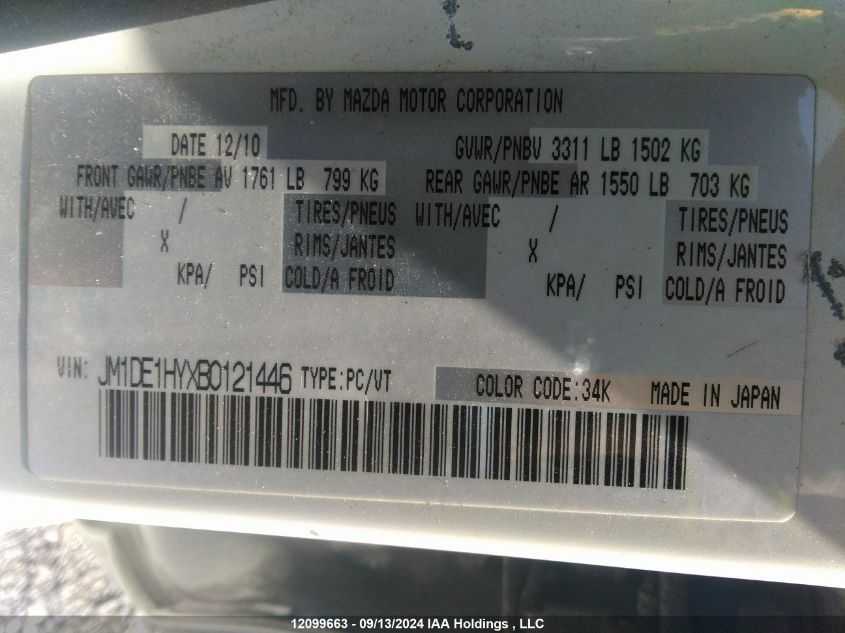 MFD. BY MAZDA MOTOR CORPORATION
DATE 12/10 GVWR/PNBV 3311 LB 1502 KG
FRONT GAWR/PNBE AV 1761 LB 799 KG REAR GAWR/PNBE AR 1550 LB 703 KG
WITH/AVEC / TIRES/PNEUS WITH/AVEC / TIRES/PNEUS
X RIMS/JANTES X RIMS/JANTES
KPA/ PSI COLD/A FROID KPA/ PSI COLD/A FROID
VIN: JM1DE1HYXB0121446 TYPE:PC/VT COLOR CODE:34K MADE IN JAPAN
12099663 - 09/13/2024 IAA Holdings , LLC